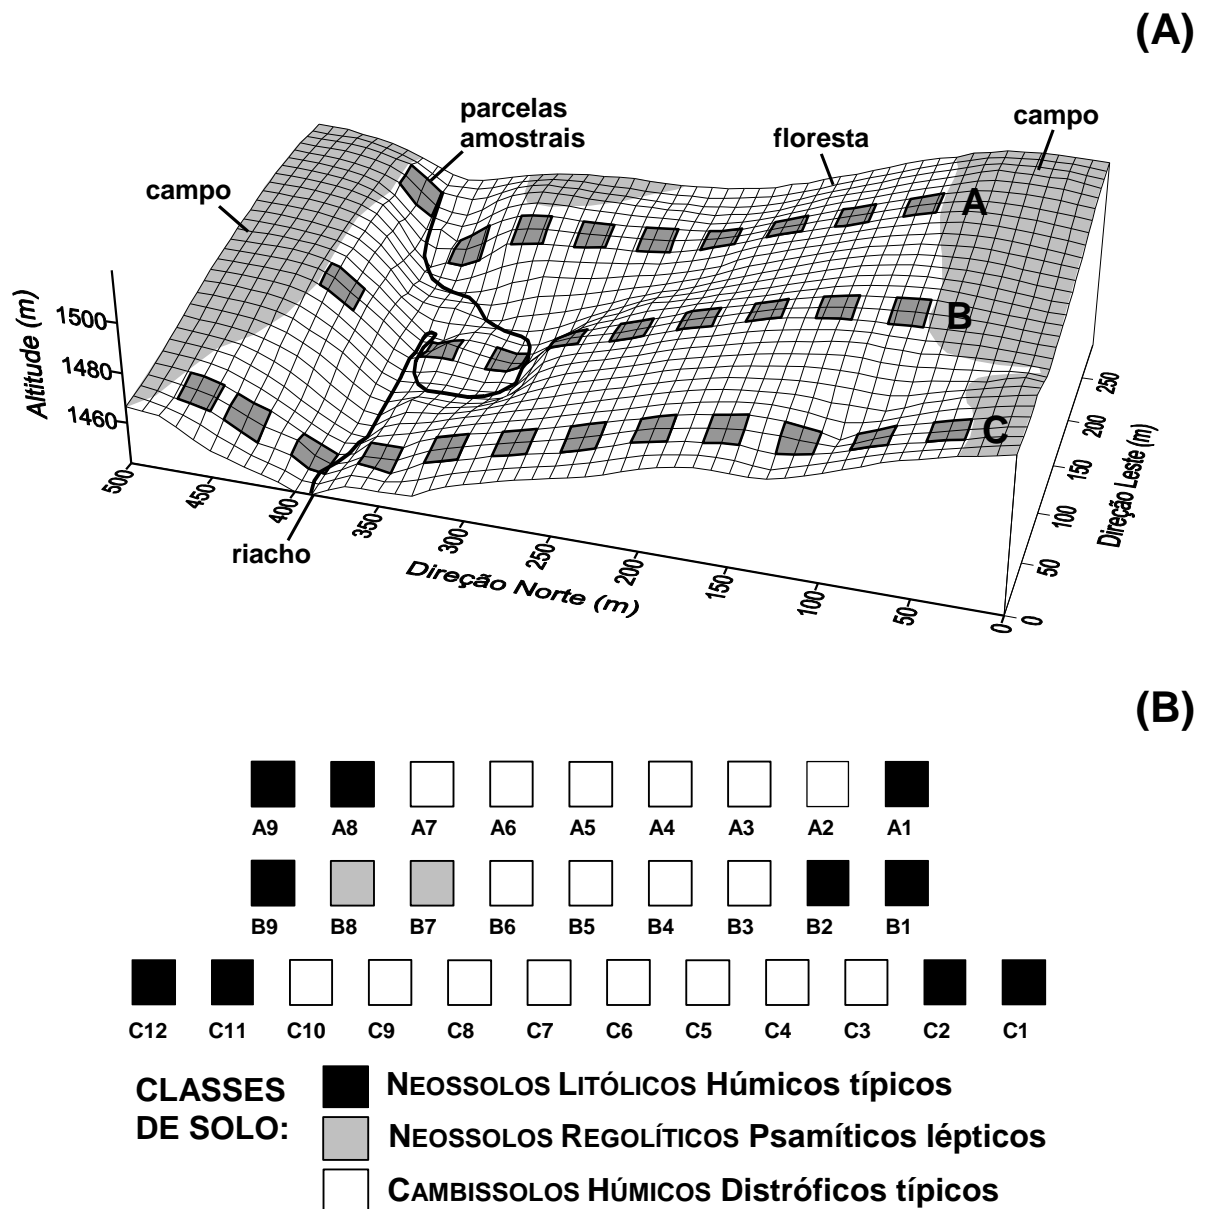 (A)
parcelas
amostrais
floresta
campo
campo
A
B
C
Altitude (m)
1500
1480
1460
500
450
400
350
300
250
200
150
100
50
0
Direção Norte (m)
riacho
0
50
100
150
200
250
Direção Leste (m)
(B)
A9 A8 A7 A6 A5 A4 A3 A2 A1
B9 B8 B7 B6 B5 B4 B3 B2 B1
C12 C11 C10 C9 C8 C7 C6 C5 C4 C3 C2 C1
CLASSES
DE SOLO:
NEOSSOLOS LITÓLICOS Húmicos típicos
NEOSSOLOS REGOLÍTICOS Psamíticos lépticos
CAMBISSOLOS HÚMICOS Distróficos típicos